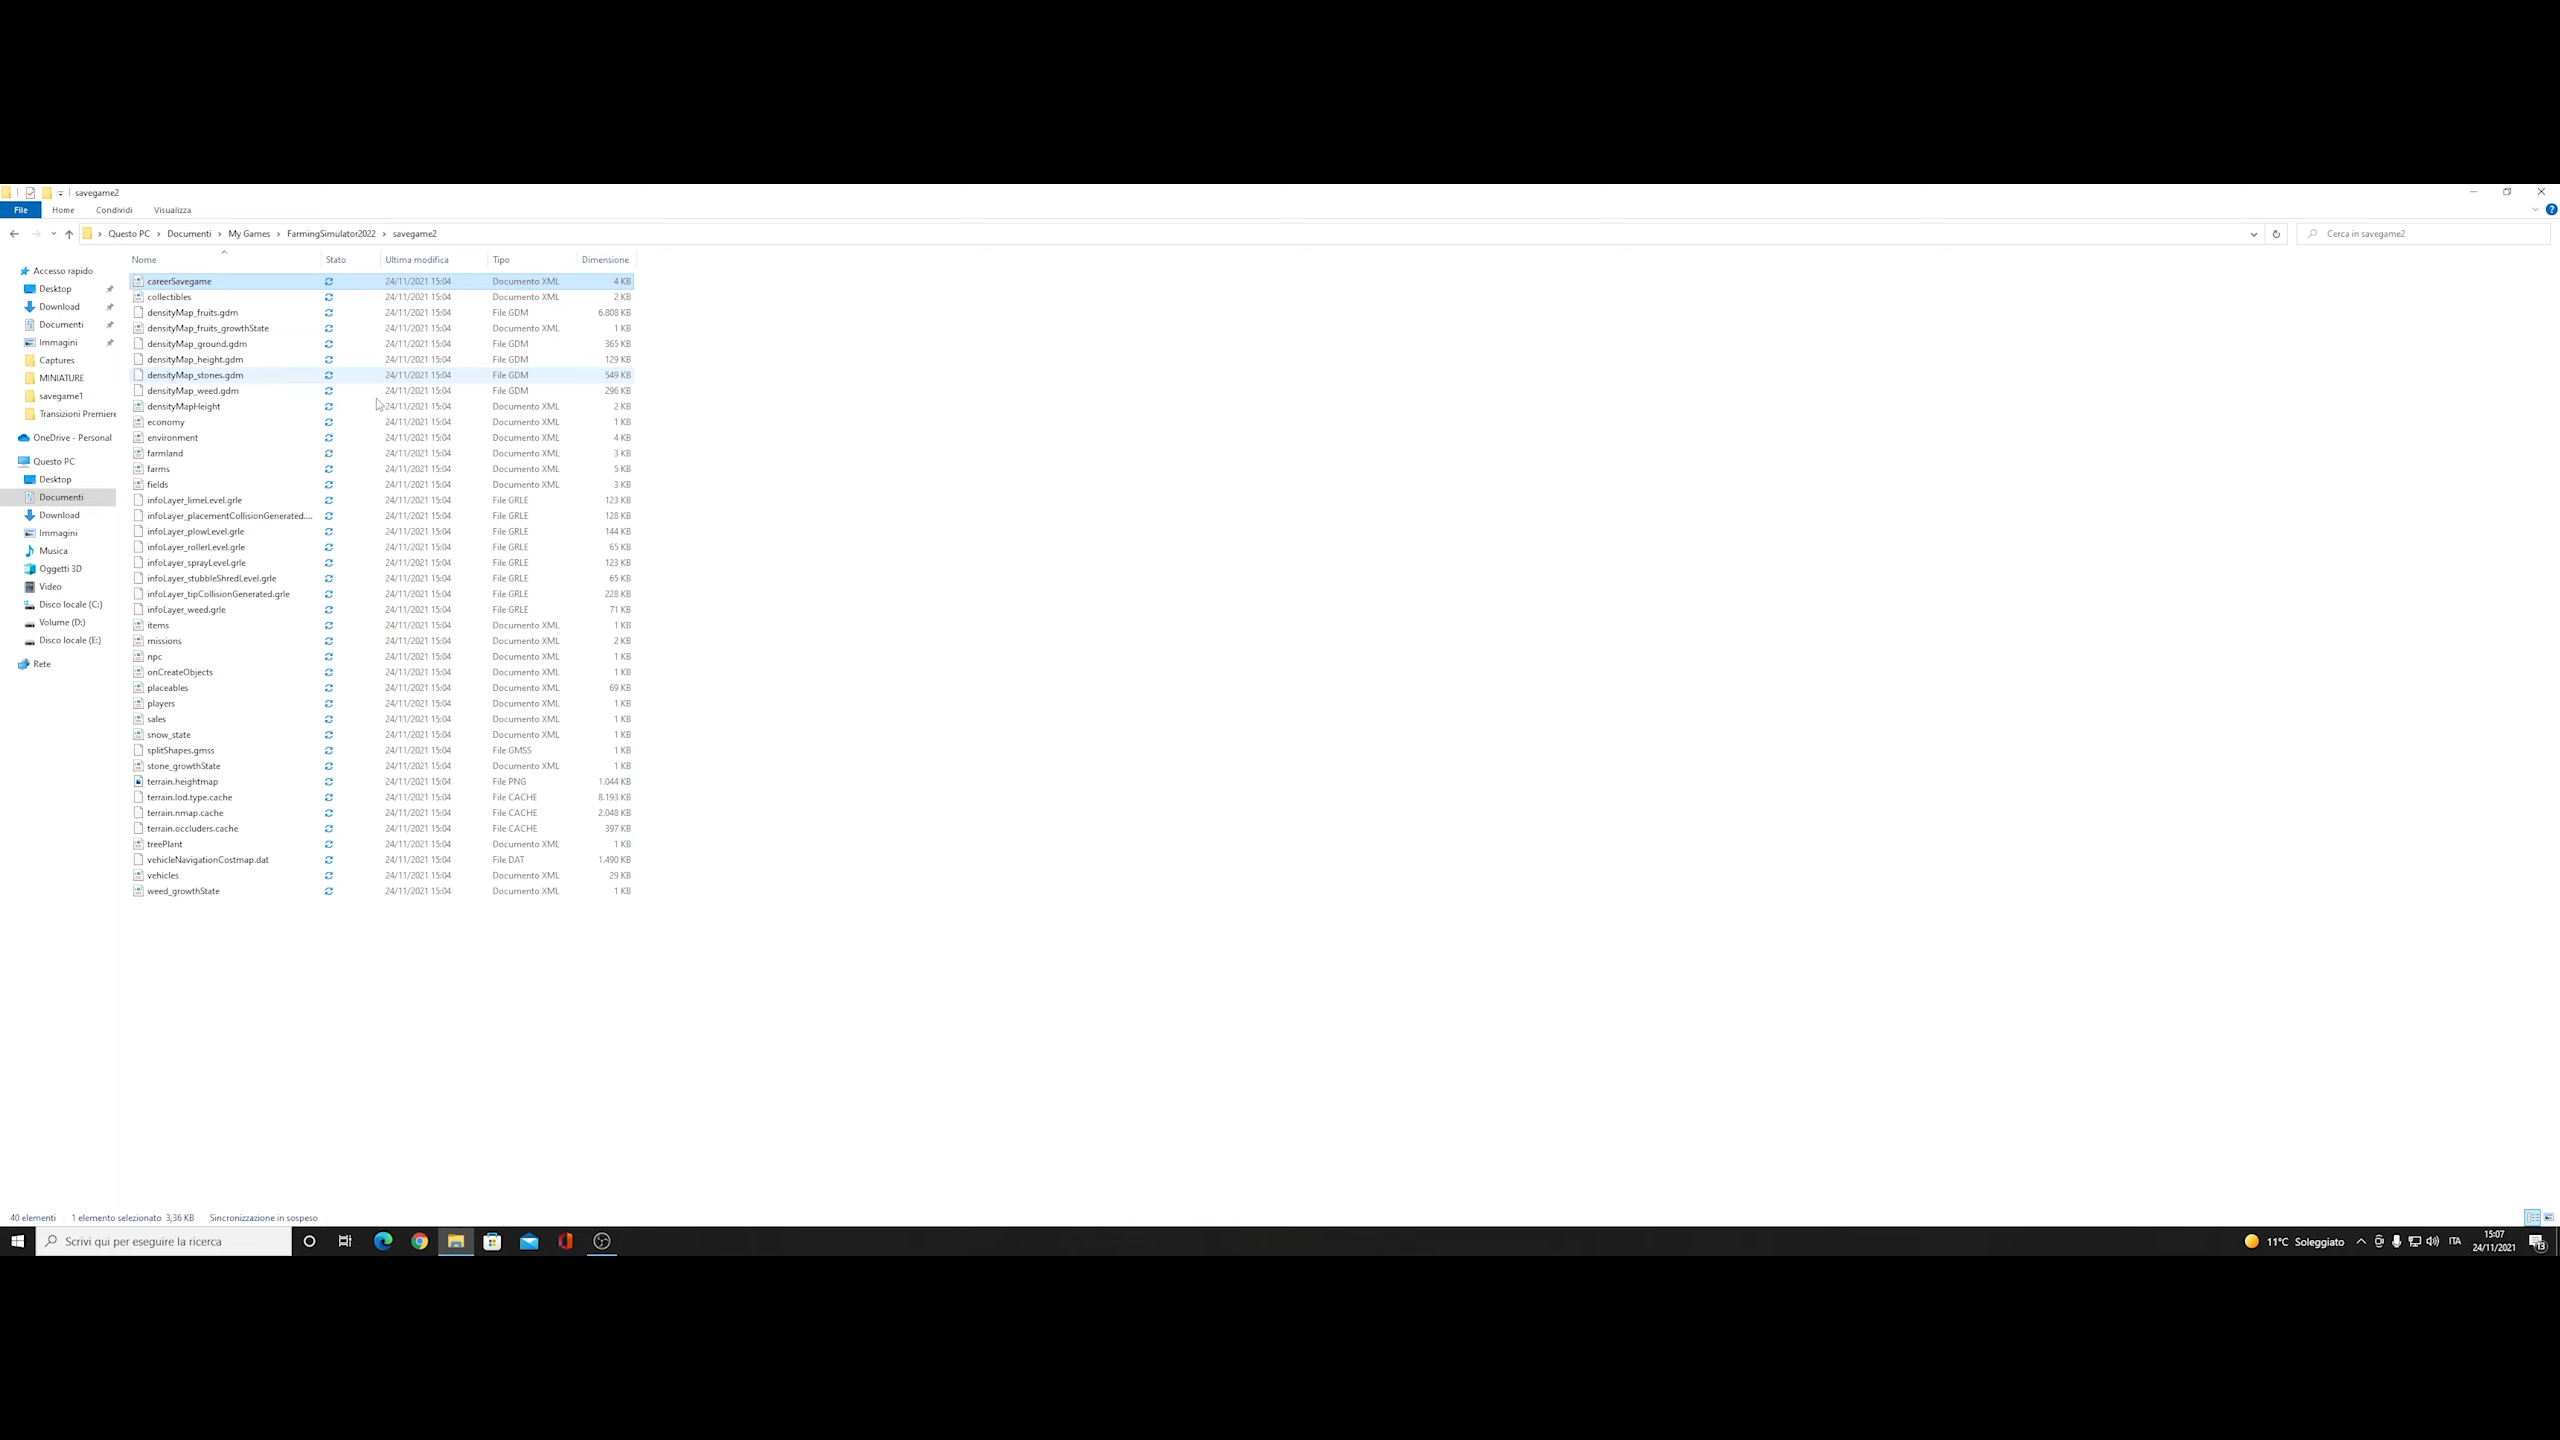 savegame2
File Home Condividi Visualizza
Questo PC › Documenti › My Games › FarmingSimulator2022 › savegame2
Cerca in savegame2
Nome Stato Ultima modifica Tipo Dimensione
Accesso rapido
Desktop
Download
Documenti
Immagini
Captures
MINIATURE
savegame1
Transizioni Premiere
OneDrive - Personal
Questo PC
Desktop
Documenti
Download
Immagini
Musica
Oggetti 3D
Video
Disco locale (C:)
Volume (D:)
Disco locale (E:)
Rete
careerSavegame 24/11/2021 15:04 Documento XML 4 KB
collectibles 24/11/2021 15:04 Documento XML 2 KB
densityMap_fruits.gdm 24/11/2021 15:04 File GDM 6.808 KB
densityMap_fruits_growthState 24/11/2021 15:04 Documento XML 1 KB
densityMap_ground.gdm 24/11/2021 15:04 File GDM 365 KB
densityMap_height.gdm 24/11/2021 15:04 File GDM 129 KB
densityMap_stones.gdm 24/11/2021 15:04 File GDM 549 KB
densityMap_weed.gdm 24/11/2021 15:04 File GDM 296 KB
densityMapHeight 24/11/2021 15:04 Documento XML 2 KB
economy 24/11/2021 15:04 Documento XML 1 KB
environment 24/11/2021 15:04 Documento XML 4 KB
farmland 24/11/2021 15:04 Documento XML 3 KB
farms 24/11/2021 15:04 Documento XML 5 KB
fields 24/11/2021 15:04 Documento XML 3 KB
infoLayer_limeLevel.grle 24/11/2021 15:04 File GRLE 123 KB
infoLayer_placementCollisionGenerated.... 24/11/2021 15:04 File GRLE 128 KB
infoLayer_plowLevel.grle 24/11/2021 15:04 File GRLE 144 KB
infoLayer_rollerLevel.grle 24/11/2021 15:04 File GRLE 65 KB
infoLayer_sprayLevel.grle 24/11/2021 15:04 File GRLE 123 KB
infoLayer_stubbleShredLevel.grle 24/11/2021 15:04 File GRLE 65 KB
infoLayer_tipCollisionGenerated.grle 24/11/2021 15:04 File GRLE 228 KB
infoLayer_weed.grle 24/11/2021 15:04 File GRLE 71 KB
items 24/11/2021 15:04 Documento XML 1 KB
missions 24/11/2021 15:04 Documento XML 2 KB
npc 24/11/2021 15:04 Documento XML 1 KB
onCreateObjects 24/11/2021 15:04 Documento XML 1 KB
placeables 24/11/2021 15:04 Documento XML 69 KB
players 24/11/2021 15:04 Documento XML 1 KB
sales 24/11/2021 15:04 Documento XML 1 KB
snow_state 24/11/2021 15:04 Documento XML 1 KB
splitShapes.gmss 24/11/2021 15:04 File GMSS 1 KB
stone_growthState 24/11/2021 15:04 Documento XML 1 KB
terrain.heightmap 24/11/2021 15:04 File PNG 1.044 KB
terrain.lod.type.cache 24/11/2021 15:04 File CACHE 8.193 KB
terrain.nmap.cache 24/11/2021 15:04 File CACHE 2.048 KB
terrain.occluders.cache 24/11/2021 15:04 File CACHE 397 KB
treePlant 24/11/2021 15:04 Documento XML 1 KB
vehicleNavigationCostmap.dat 24/11/2021 15:04 File DAT 1.490 KB
vehicles 24/11/2021 15:04 Documento XML 29 KB
weed_growthState 24/11/2021 15:04 Documento XML 1 KB
40 elementi 1 elemento selezionato 3,36 KB Sincronizzazione in sospeso
Scrivi qui per eseguire la ricerca
11°C Soleggiato
ITA
15:07
24/11/2021
13